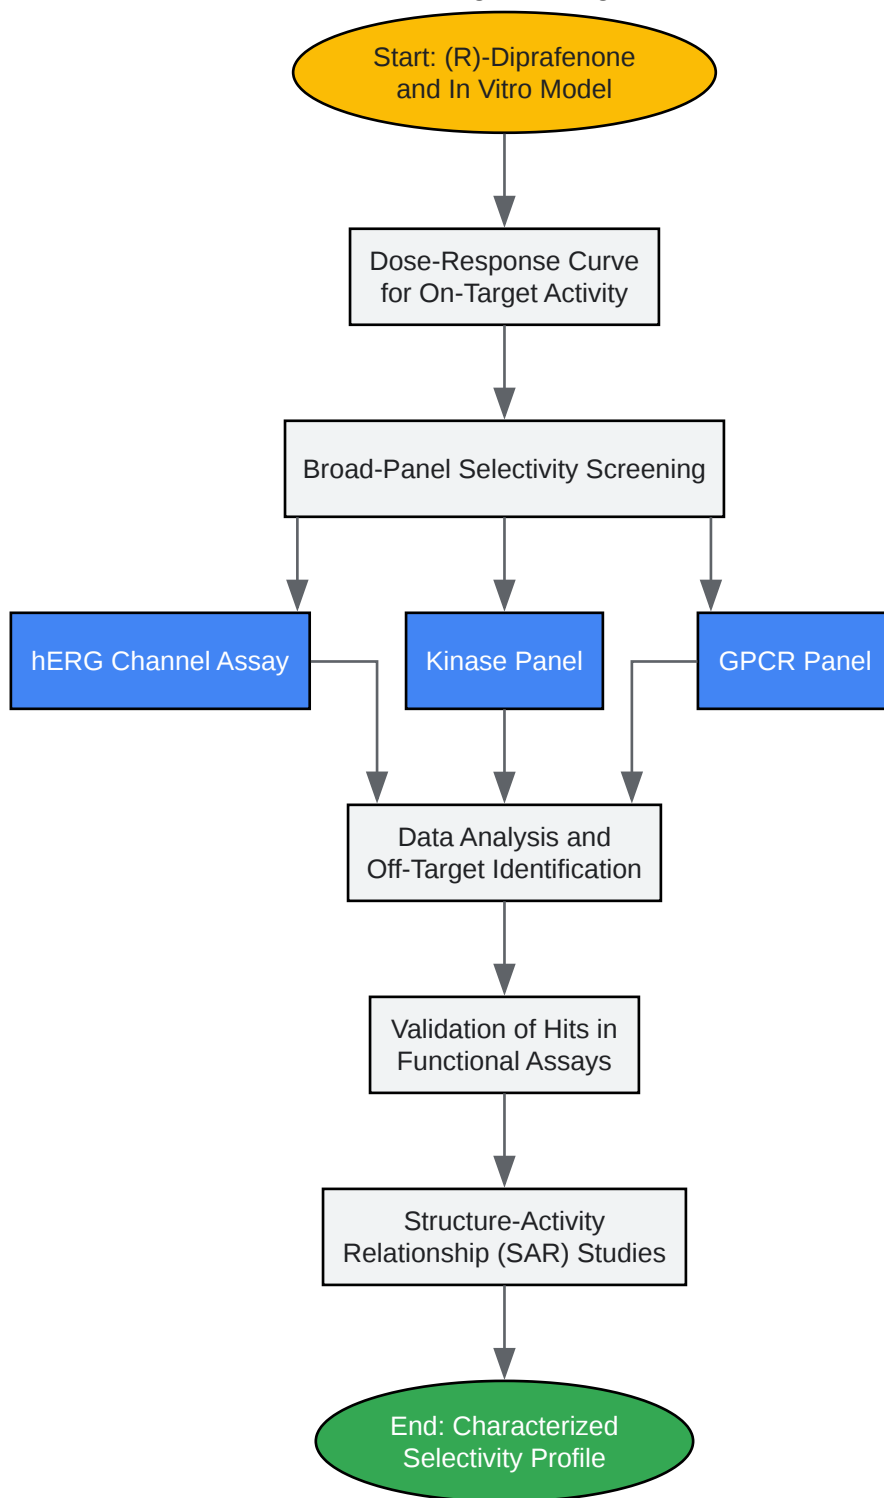 Start: (R)-Diprafenone
and In Vitro Model
Dose-Response Curve
for On-Target Activity
Broad-Panel Selectivity Screening
hERG Channel Assay
Kinase Panel
GPCR Panel
Data Analysis and
Off-Target Identification
Validation of Hits in
Functional Assays
Structure-Activity
Relationship (SAR) Studies
End: Characterized
Selectivity Profile